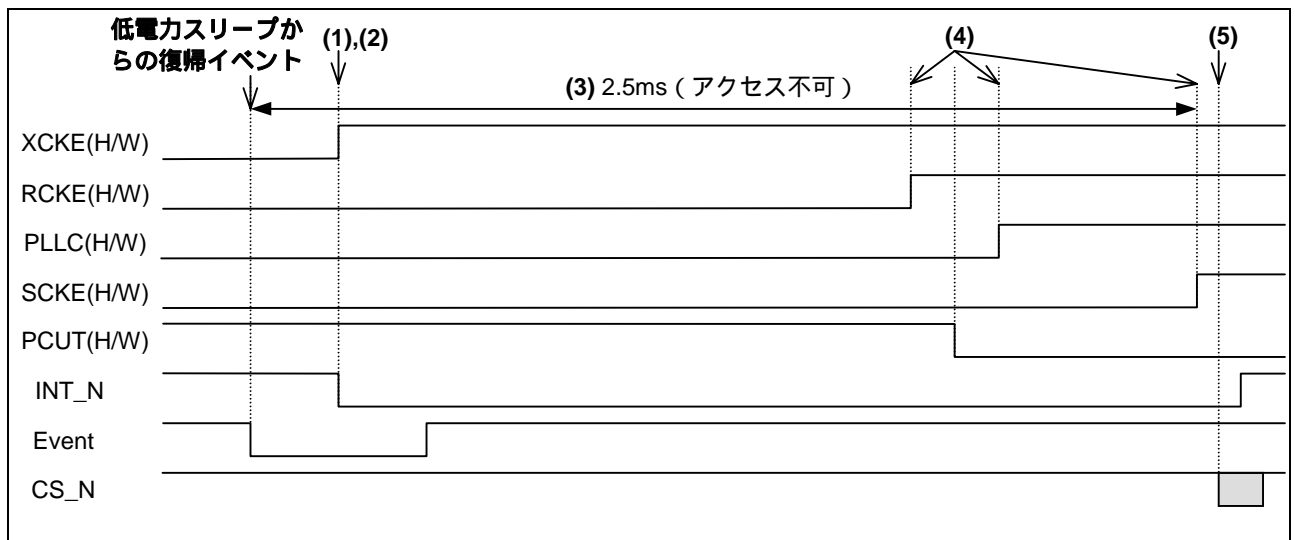 低電力スリープか
らの復帰イベント
(1),(2)
(4)
(5)
(3) 2.5ms（アクセス不可）
XCKE(H/W)
RCKE(H/W)
PLLC(H/W)
SCKE(H/W)
PCUT(H/W)
INT_N
Event
CS_N